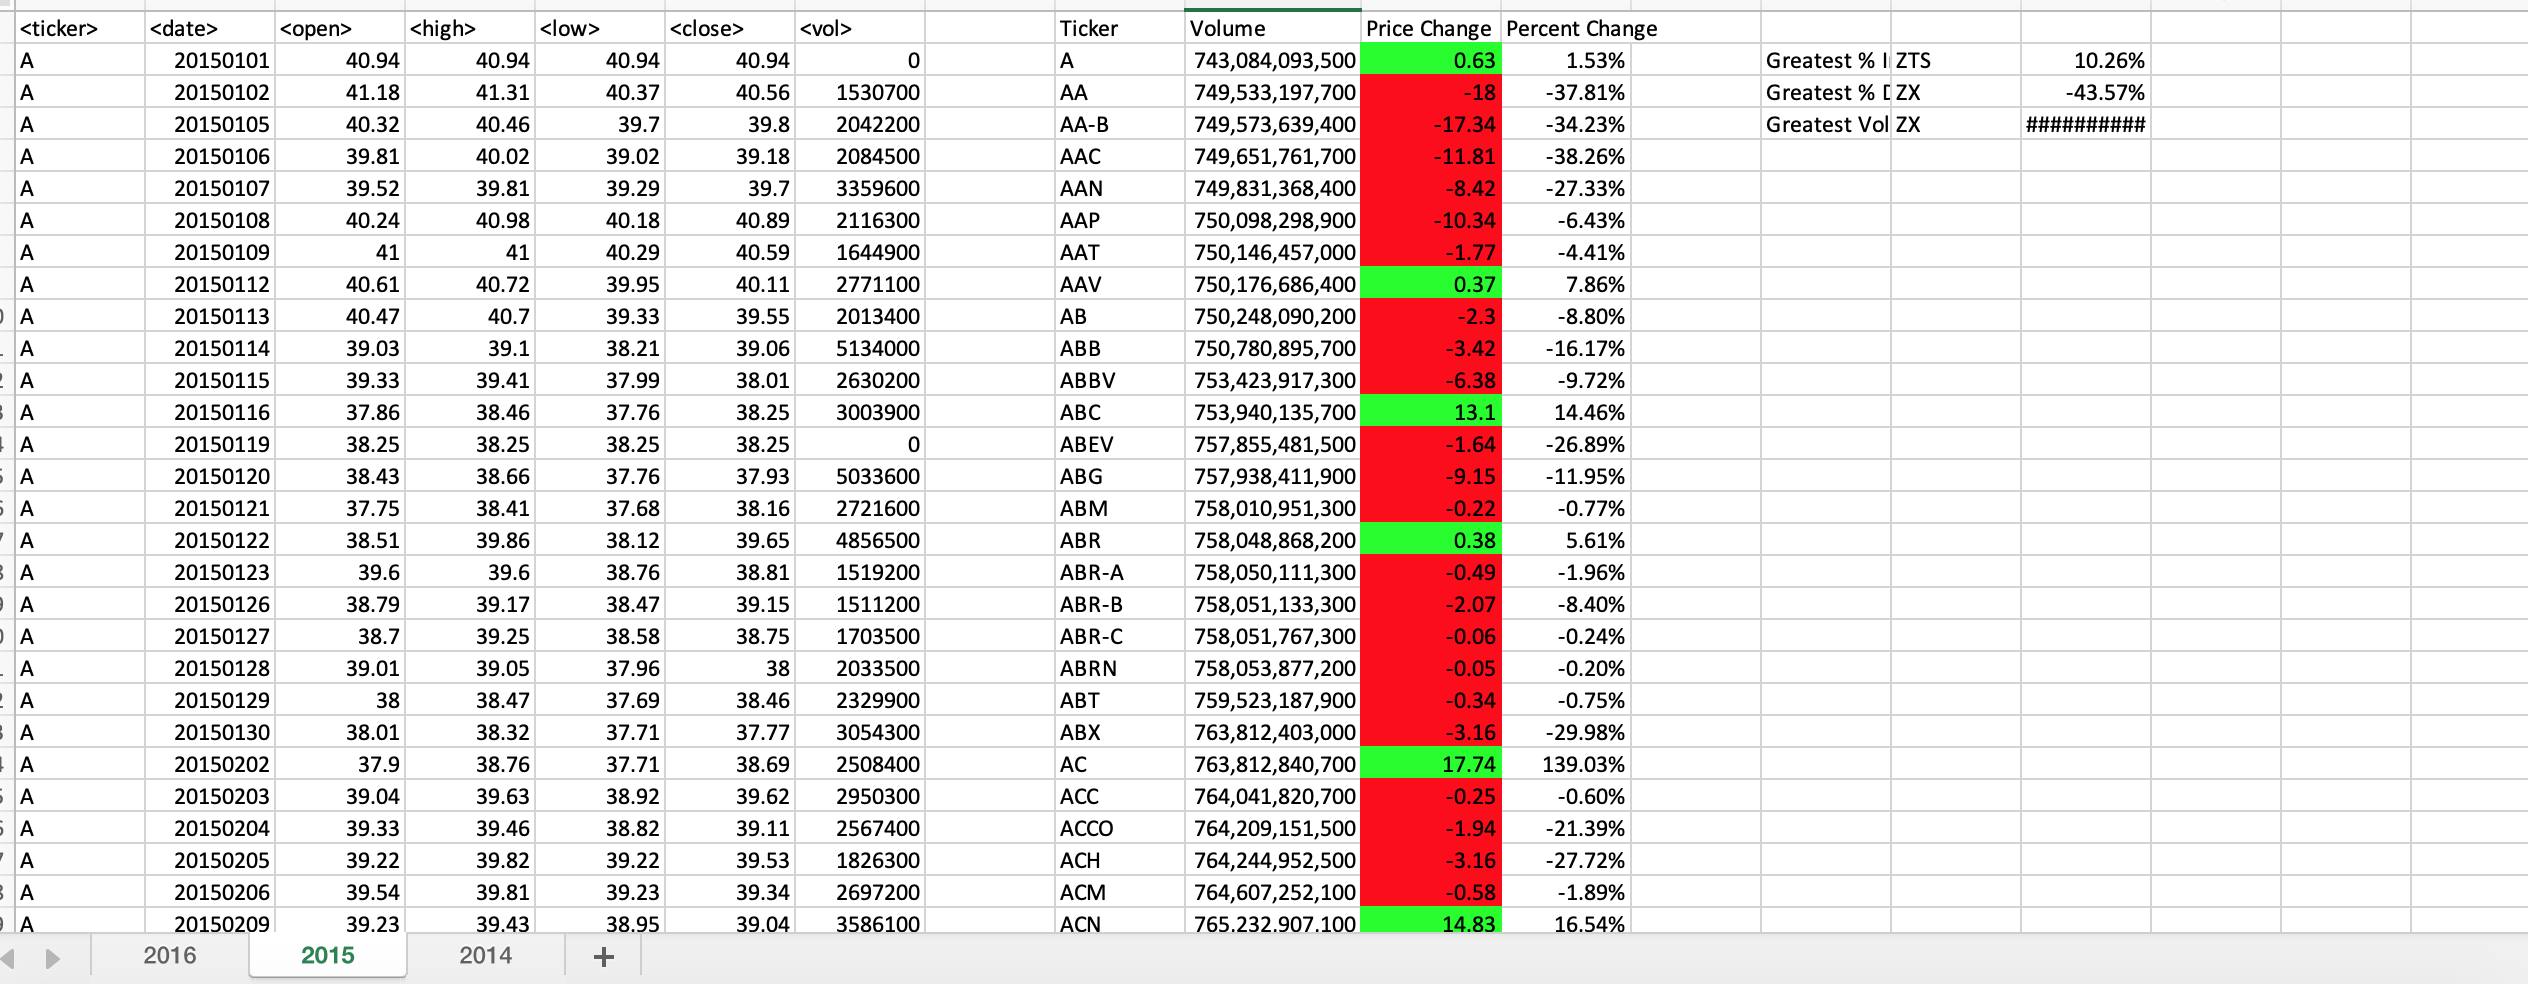 <ticker> <date> <open> <high> <low> <close> <vol> Ticker Volume Price Change Percent Change
A 20150101 40.94 40.94 40.94 40.94 0 A 743,084,093,500 0.63 1.53% Greatest % I ZTS 10.26%
A 20150102 41.18 41.31 40.37 40.56 1530700 AA 749,533,197,700 -18 -37.81% Greatest % D ZX -43.57%
A 20150105 40.32 40.46 39.7 39.8 2042200 AA-B 749,573,639,400 -17.34 -34.23% Greatest Vol ZX ##########
A 20150106 39.81 40.02 39.02 39.18 2084500 AAC 749,651,761,700 -11.81 -38.26%
A 20150107 39.52 39.81 39.29 39.7 3359600 AAN 749,831,368,400 -8.42 -27.33%
A 20150108 40.24 40.98 40.18 40.89 2116300 AAP 750,098,298,900 -10.34 -6.43%
A 20150109 41 41 40.29 40.59 1644900 AAT 750,146,457,000 -1.77 -4.41%
A 20150112 40.61 40.72 39.95 40.11 2771100 AAV 750,176,686,400 0.37 7.86%
A 20150113 40.47 40.7 39.33 39.55 2013400 AB 750,248,090,200 -2.3 -8.80%
A 20150114 39.03 39.1 38.21 39.06 5134000 ABB 750,780,895,700 -3.42 -16.17%
A 20150115 39.33 39.41 37.99 38.01 2630200 ABBV 753,423,917,300 -6.38 -9.72%
A 20150116 37.86 38.46 37.76 38.25 3003900 ABC 753,940,135,700 13.1 14.46%
A 20150119 38.25 38.25 38.25 38.25 0 ABEV 757,855,481,500 -1.64 -26.89%
A 20150120 38.43 38.66 37.76 37.93 5033600 ABG 757,938,411,900 -9.15 -11.95%
A 20150121 37.75 38.41 37.68 38.16 2721600 ABM 758,010,951,300 -0.22 -0.77%
A 20150122 38.51 39.86 38.12 39.65 4856500 ABR 758,048,868,200 0.38 5.61%
A 20150123 39.6 39.6 38.76 38.81 1519200 ABR-A 758,050,111,300 -0.49 -1.96%
A 20150126 38.79 39.17 38.47 39.15 1511200 ABR-B 758,051,133,300 -2.07 -8.40%
A 20150127 38.7 39.25 38.58 38.75 1703500 ABR-C 758,051,767,300 -0.06 -0.24%
A 20150128 39.01 39.05 37.96 38 2033500 ABRN 758,053,877,200 -0.05 -0.20%
A 20150129 38 38.47 37.69 38.46 2329900 ABT 759,523,187,900 -0.34 -0.75%
A 20150130 38.01 38.32 37.71 37.77 3054300 ABX 763,812,403,000 -3.16 -29.98%
A 20150202 37.9 38.76 37.71 38.69 2508400 AC 763,812,840,700 17.74 139.03%
A 20150203 39.04 39.63 38.92 39.62 2950300 ACC 764,041,820,700 -0.25 -0.60%
A 20150204 39.33 39.46 38.82 39.11 2567400 ACCO 764,209,151,500 -1.94 -21.39%
A 20150205 39.22 39.82 39.22 39.53 1826300 ACH 764,244,952,500 -3.16 -27.72%
A 20150206 39.54 39.81 39.23 39.34 2697200 ACM 764,607,252,100 -0.58 -1.89%
A 20150209 39.23 39.43 38.95 39.04 3586100 ACN 765,232,907,100 14.83 16.54%
2016 2015 2014 +